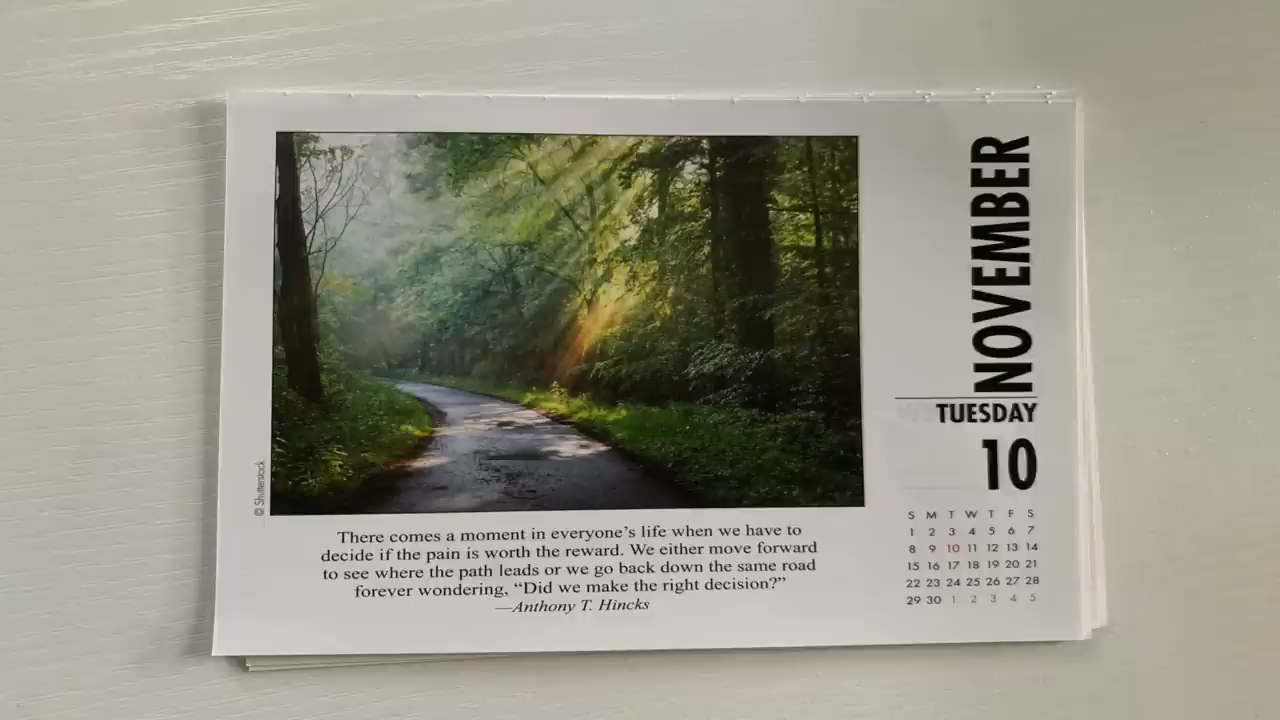 NOVEMBER
TUESDAY
10
S M T W T F S
1 2 3 4 5 6 7
8 9 10 11 12 13 14
15 16 17 18 19 20 21
22 23 24 25 26 27 28
29 30 1 2 3 4 5
© Shutterstock
There comes a moment in everyone's life when we have to
decide if the pain is worth the reward. We either move forward
to see where the path leads or we go back down the same road
forever wondering, “Did we make the right decision?”
—Anthony T. Hincks